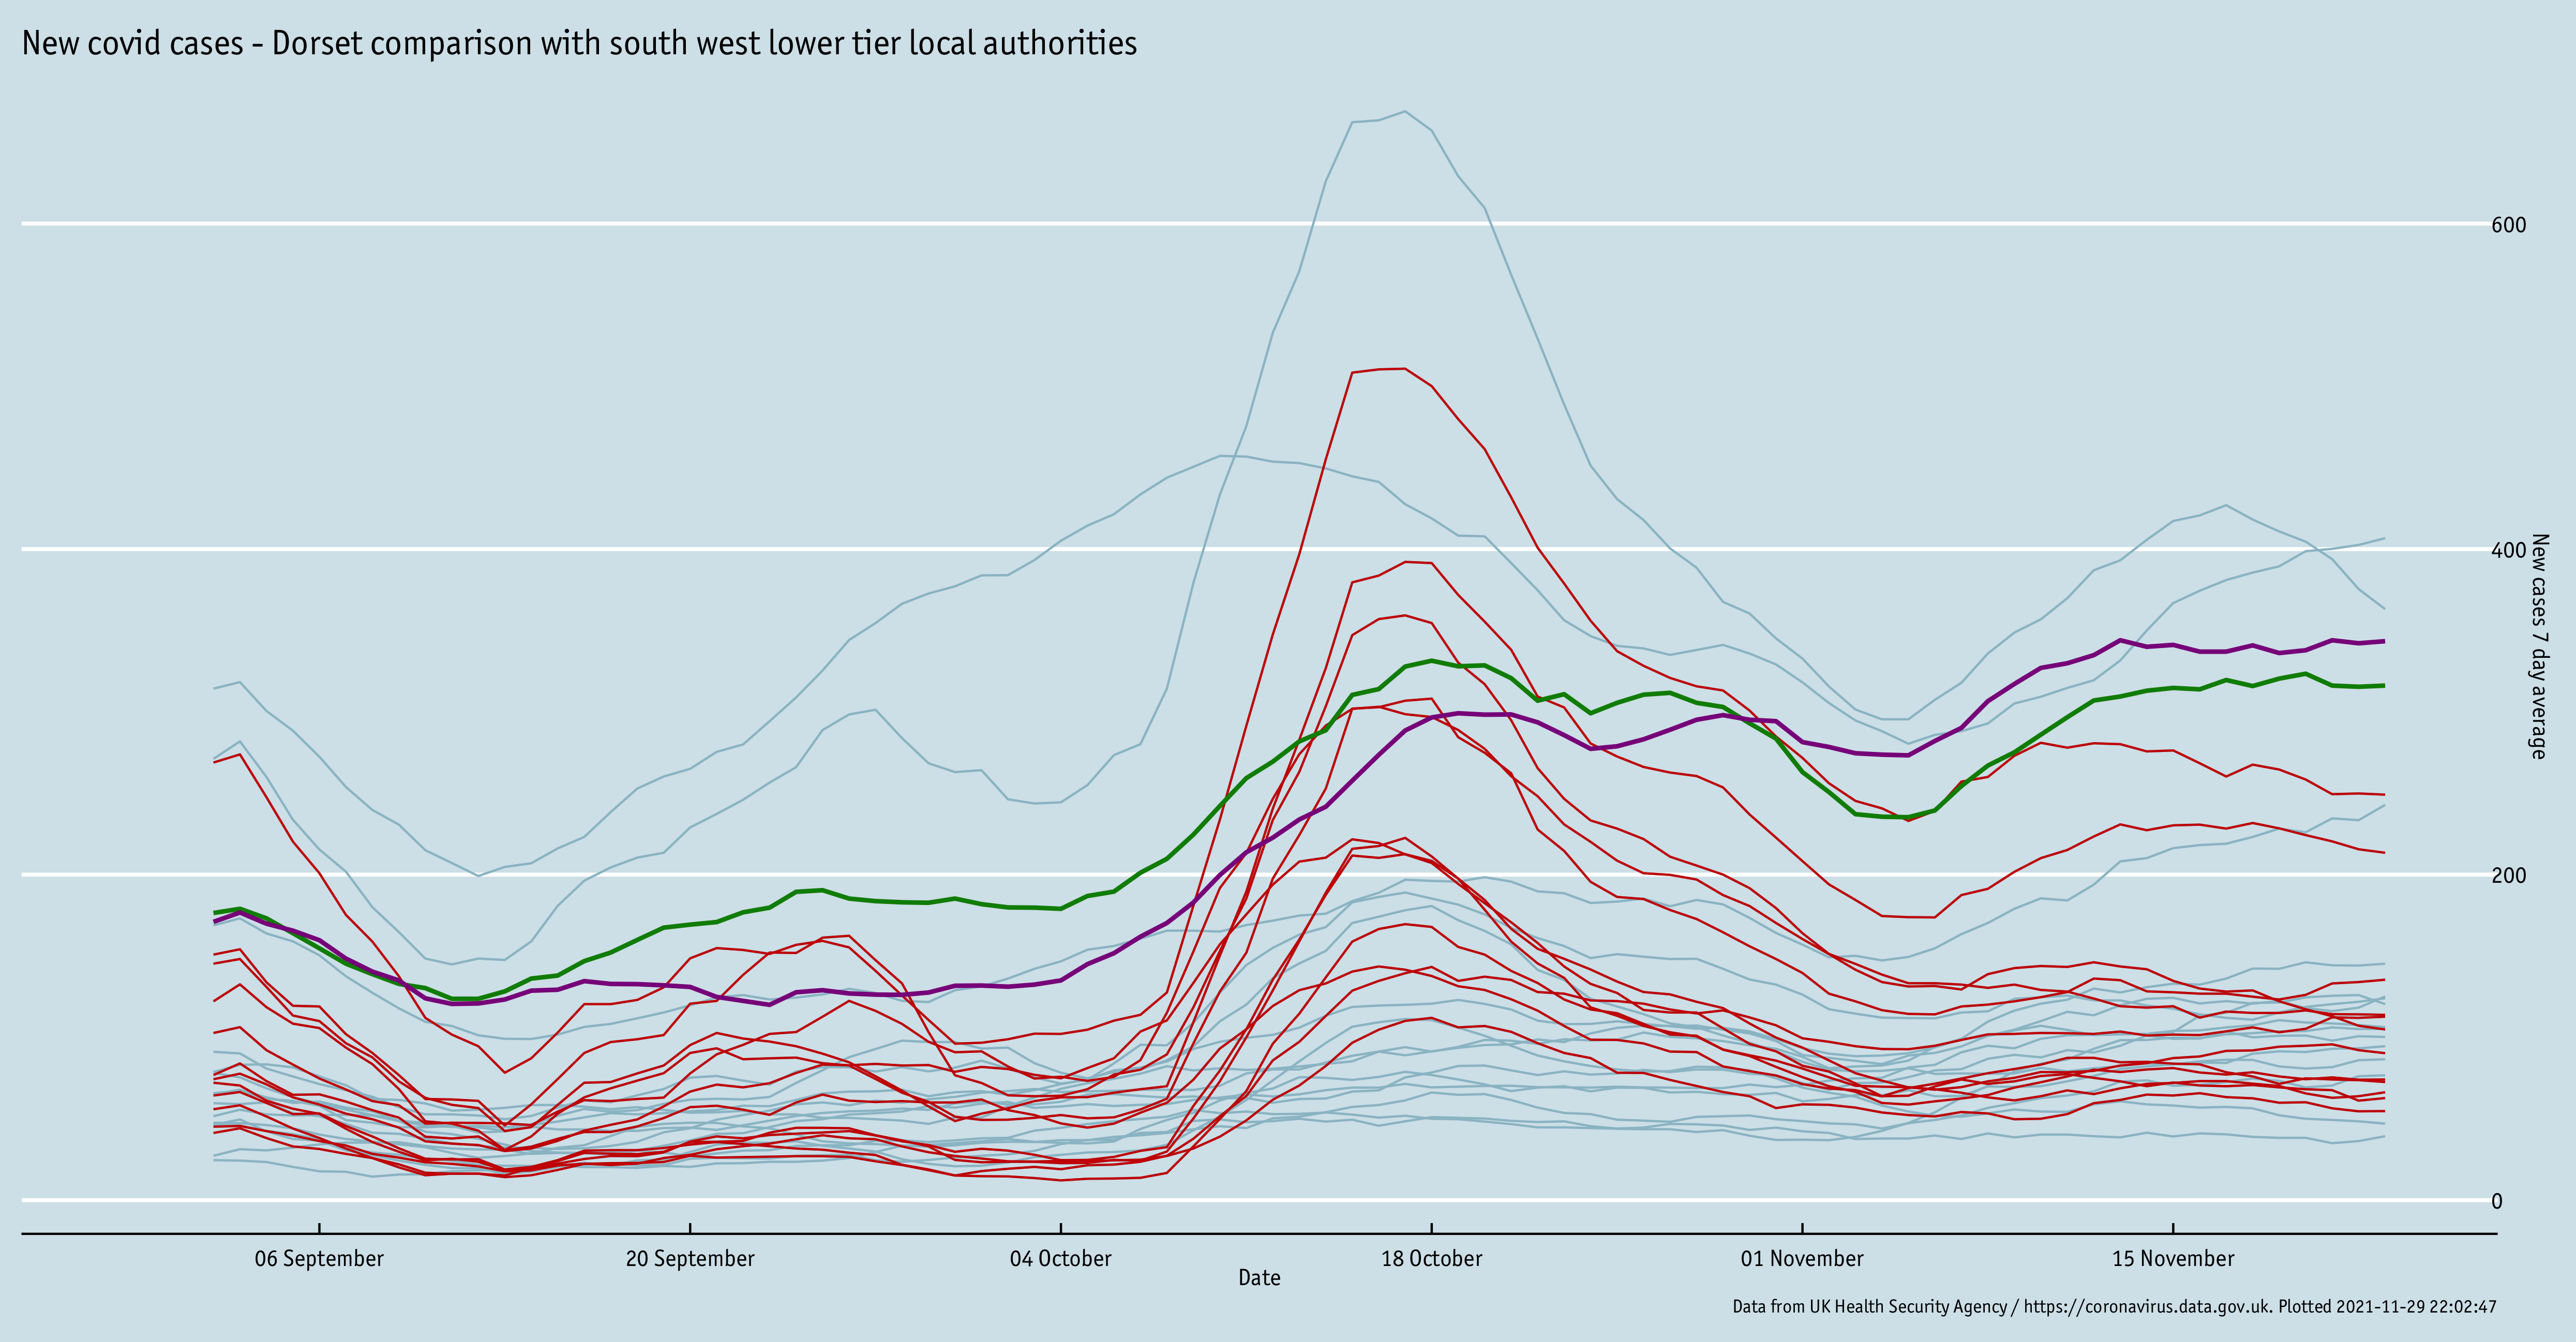 New covid cases - Dorset comparison with south west lower tier local authorities
600
400
200
0
New cases 7 day average
06 September
20 September
04 October
18 October
01 November
15 November
Date
Data from UK Health Security Agency / https://coronavirus.data.gov.uk. Plotted 2021-11-29 22:02:47